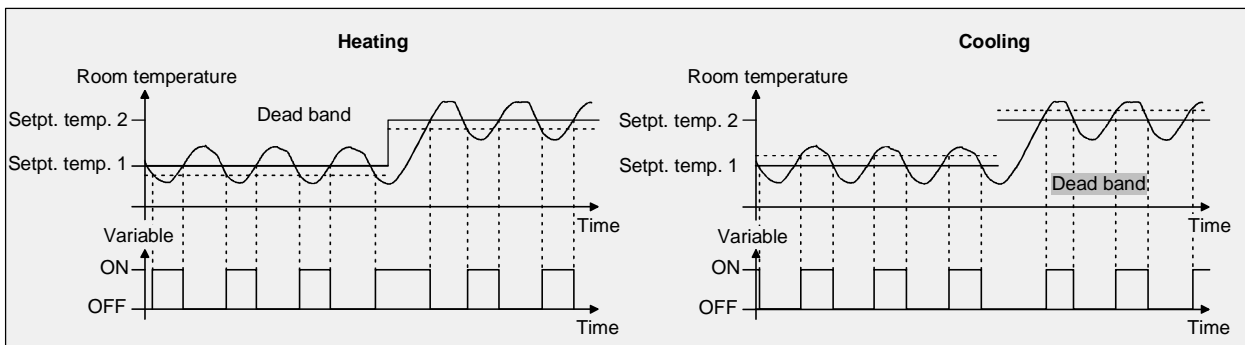 Heating
Room temperature
Setpt. temp. 2
Dead band
Setpt. temp. 1
Time
Variable
ON
OFF
Time
Cooling
Room temperature
Setpt. temp. 2
Setpt. temp. 1
Dead band
Time
Variable
ON
OFF
Time